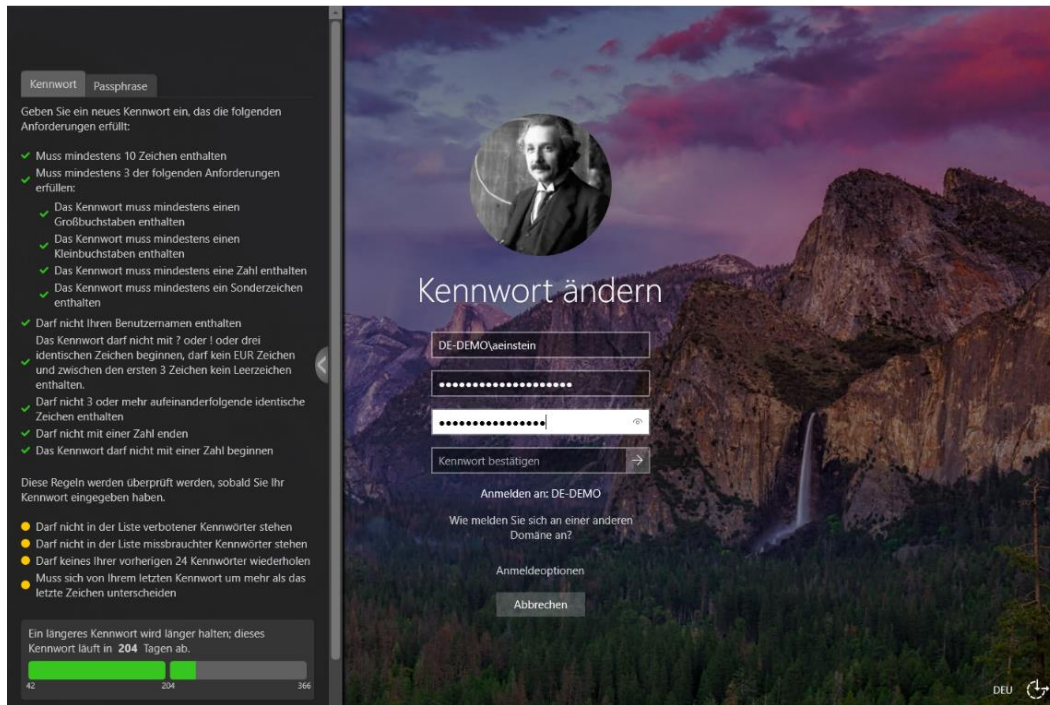 Kennwort
Passphrase
Geben Sie ein neues Kennwort ein, das die folgenden
Anforderungen erfüllt:
Muss mindestens 10 Zeichen enthalten
Muss mindestens 3 der folgenden Anforderungen
erfüllen:
Das Kennwort muss mindestens einen
Großbuchstaben enthalten
Das Kennwort muss mindestens einen
Kleinbuchstaben enthalten
Das Kennwort muss mindestens eine Zahl enthalten
Das Kennwort muss mindestens ein Sonderzeichen
enthalten
Darf nicht Ihren Benutzernamen enthalten
Das Kennwort darf nicht mit ? oder ! oder drei
identischen Zeichen beginnen, darf kein EUR Zeichen
und zwischen den ersten 3 Zeichen kein Leerzeichen
enthalten.
Darf nicht 3 oder mehr aufeinanderfolgende identische
Zeichen enthalten
Darf nicht mit einer Zahl enden
Das Kennwort darf nicht mit einer Zahl beginnen
Diese Regeln werden überprüft werden, sobald Sie Ihr
Kennwort eingegeben haben.
Darf nicht in der Liste verbotener Kennwörter stehen
Darf nicht in der Liste missbrauchter Kennwörter stehen
Darf keines Ihrer vorherigen 24 Kennwörter wiederholen
Muss sich von Ihrem letzten Kennwort um mehr als das
letzte Zeichen unterscheiden
Ein längeres Kennwort wird länger halten; dieses
Kennwort läuft in 204 Tagen ab.
42 204 366
Kennwort ändern
DE-DEMO\aeinstein
Kennwort bestätigen
Anmelden an: DE-DEMO
Wie melden Sie sich an einer anderen
Domäne an?
Anmeldeoptionen
Abbrechen
DEU